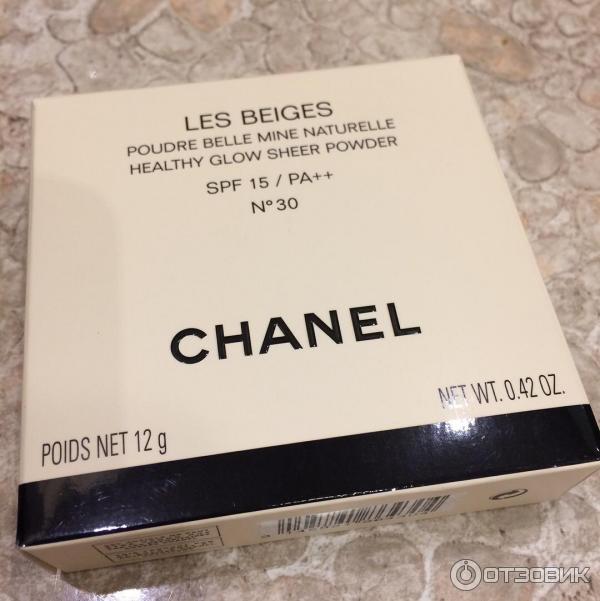 LES BEIGES
POUDRE BELLE MINE NATURELLE
HEALTHY GLOW SHEER POWDER
SPF 15 / PA++
N°30
CHANEL
NET WT. 0.42 OZ.
POIDS NET 12 g
ОТЗОВИК